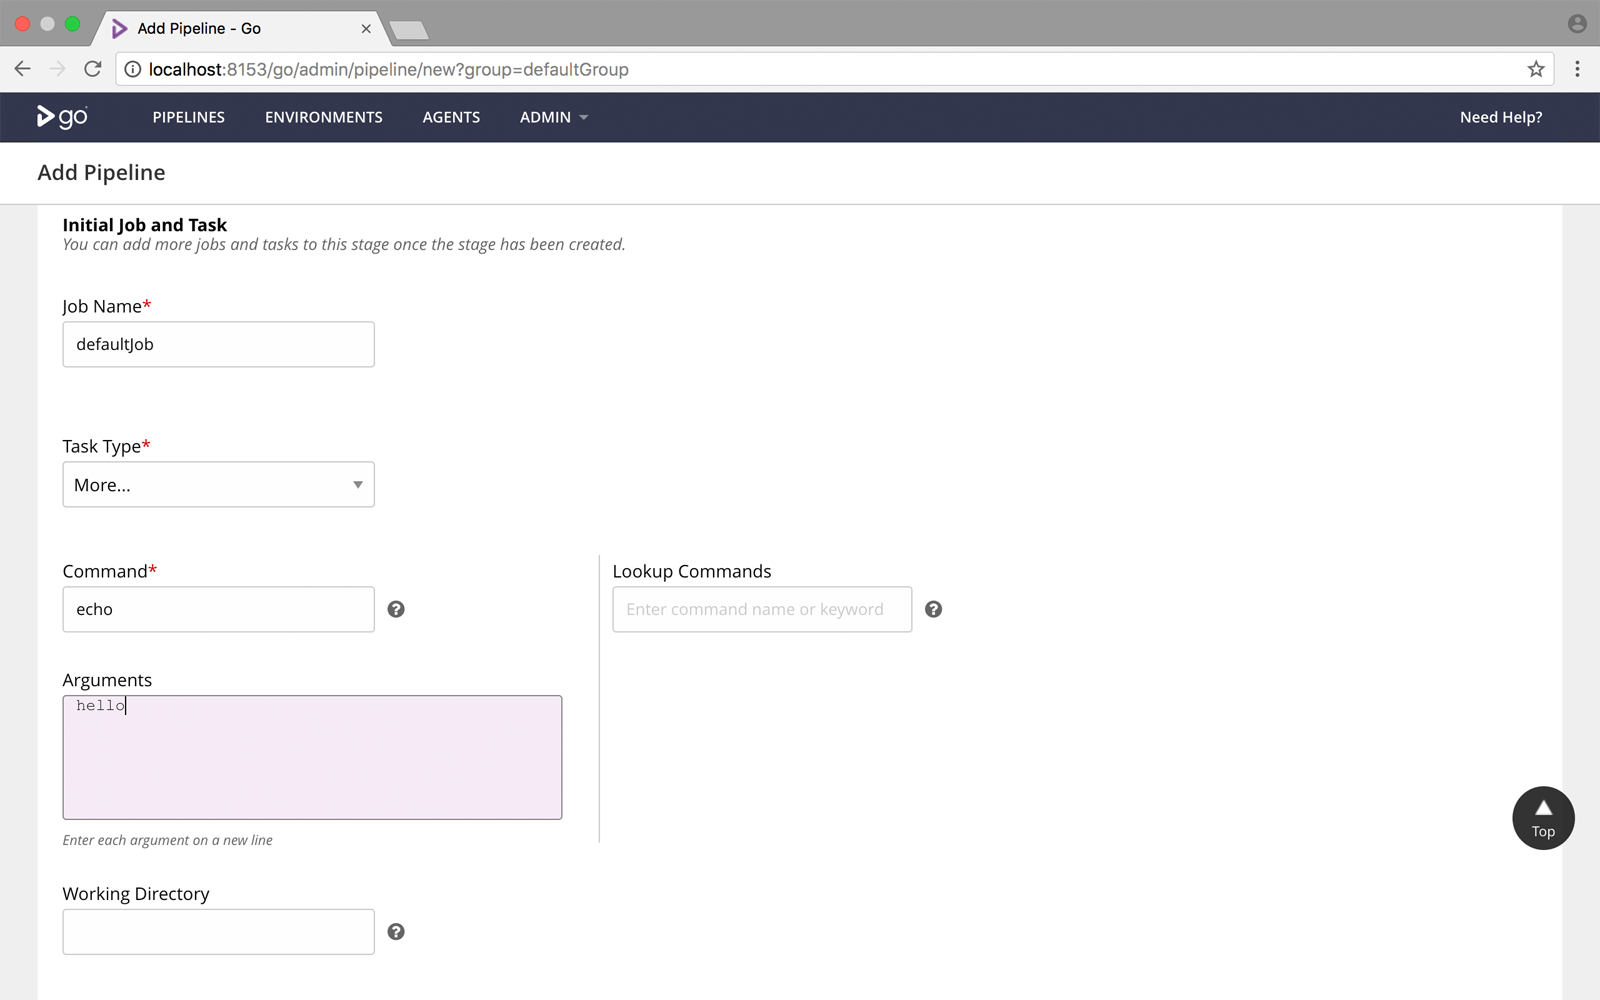 Add Pipeline - Go
localhost:8153/go/admin/pipeline/new?group=defaultGroup
go PIPELINES ENVIRONMENTS AGENTS ADMIN Need Help?
Add Pipeline
Initial Job and Task
You can add more jobs and tasks to this stage once the stage has been created.
Job Name*
defaultJob
Task Type*
More...
Command*
echo
Lookup Commands
Enter command name or keyword
Arguments
hello
Enter each argument on a new line
Top
Working Directory